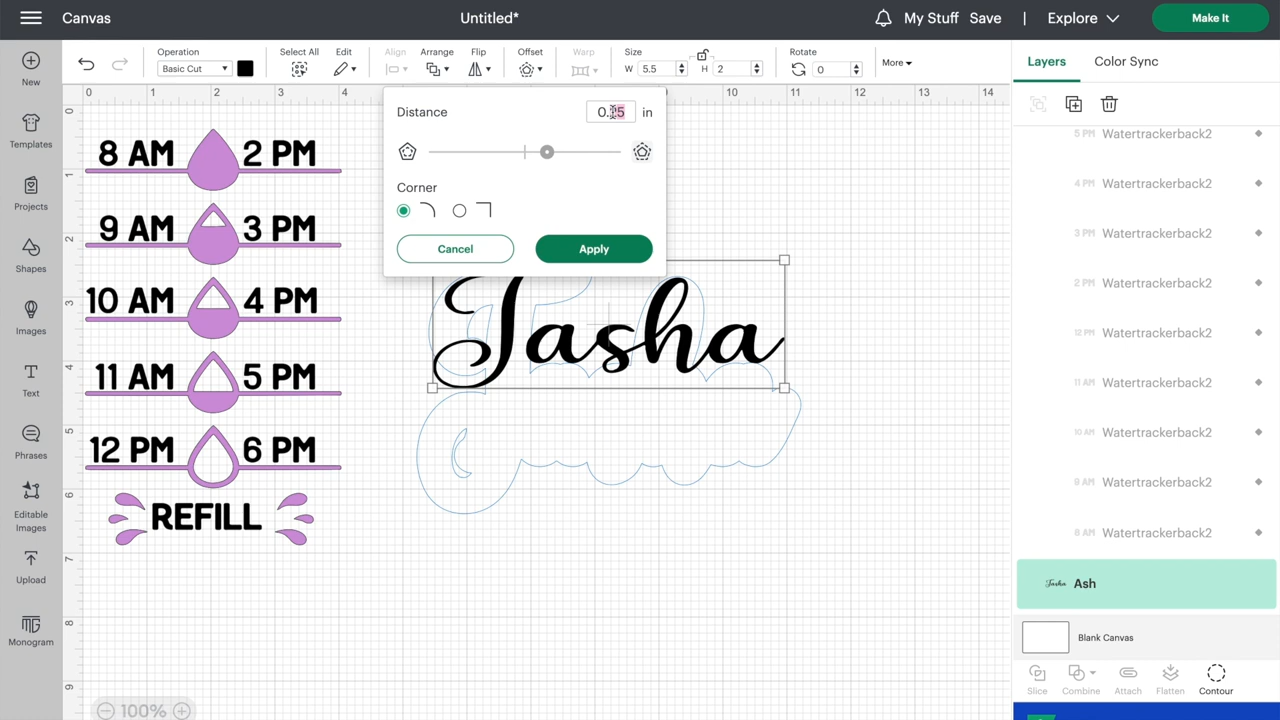 Canvas
Untitled*
My Stuff
Save
|
Explore
Make It
New
Templates
Projects
Shapes
Images
Text
Phrases
Editable
Images
Upload
Monogram
Operation
Basic Cut
Select All
Edit
Align
Arrange
Flip
Offset
Warp
Size
W 5.5
H 2
Rotate
0
More
0 1 2 3 4 10 11 12 13 14
0
1
2
3
4
5
6
7
8
9
Distance
in
Corner
Cancel
Apply
8 AM 2 PM
9 AM 3 PM
10 AM 4 PM
11 AM 5 PM
12 PM 6 PM
REFILL
Tasha
100%
Layers
Color Sync
5 PM Watertrackerback2
4 PM Watertrackerback2
3 PM Watertrackerback2
2 PM Watertrackerback2
12 PM Watertrackerback2
11 AM Watertrackerback2
10 AM Watertrackerback2
9 AM Watertrackerback2
8 AM Watertrackerback2
Tasha Ash
Blank Canvas
Slice
Combine
Attach
Flatten
Contour